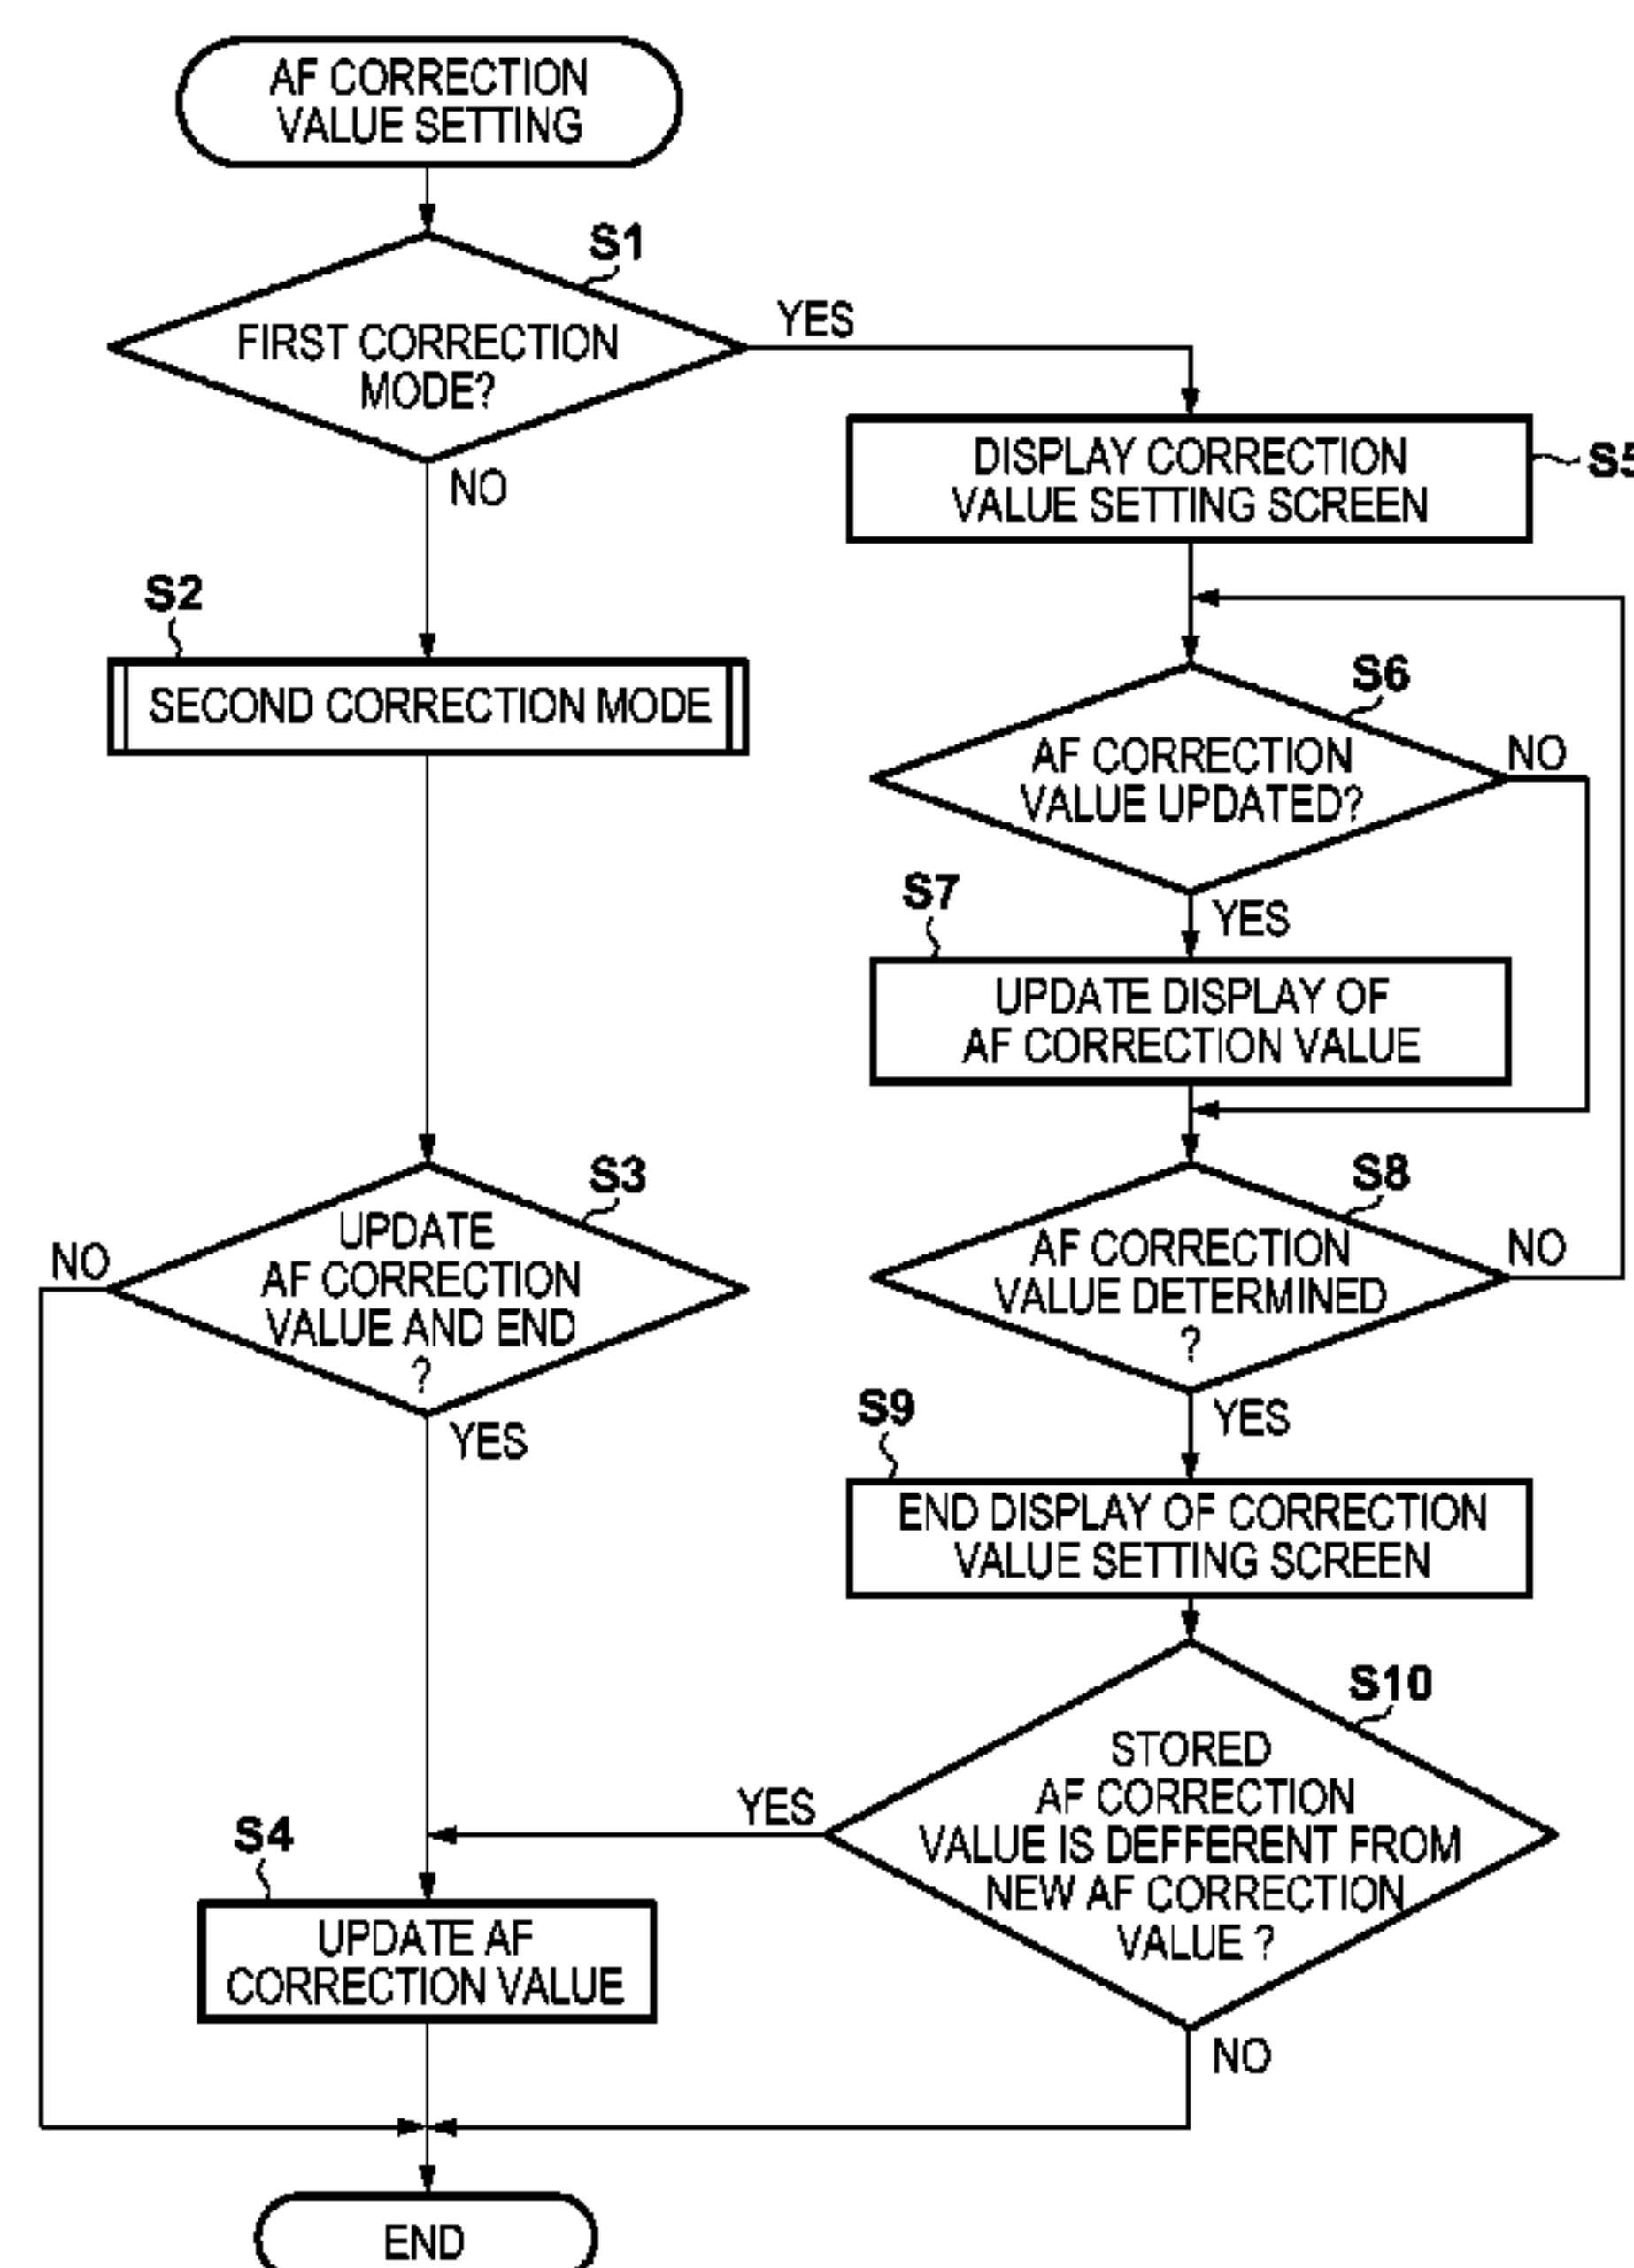 AF CORRECTION
VALUE SETTING
S1
FIRST CORRECTION
MODE?
YES
NO
DISPLAY CORRECTION
VALUE SETTING SCREEN
S5
S2
SECOND CORRECTION MODE
S6
AF CORRECTION
VALUE UPDATED?
NO
YES
S7
UPDATE DISPLAY OF
AF CORRECTION VALUE
S3
UPDATE
AF CORRECTION
VALUE AND END
?
NO
YES
S8
AF CORRECTION
VALUE DETERMINED
?
NO
YES
S9
END DISPLAY OF CORRECTION
VALUE SETTING SCREEN
S10
STORED
AF CORRECTION
VALUE IS DEFFERENT FROM
NEW AF CORRECTION
VALUE ?
YES
NO
S4
UPDATE AF
CORRECTION VALUE
END